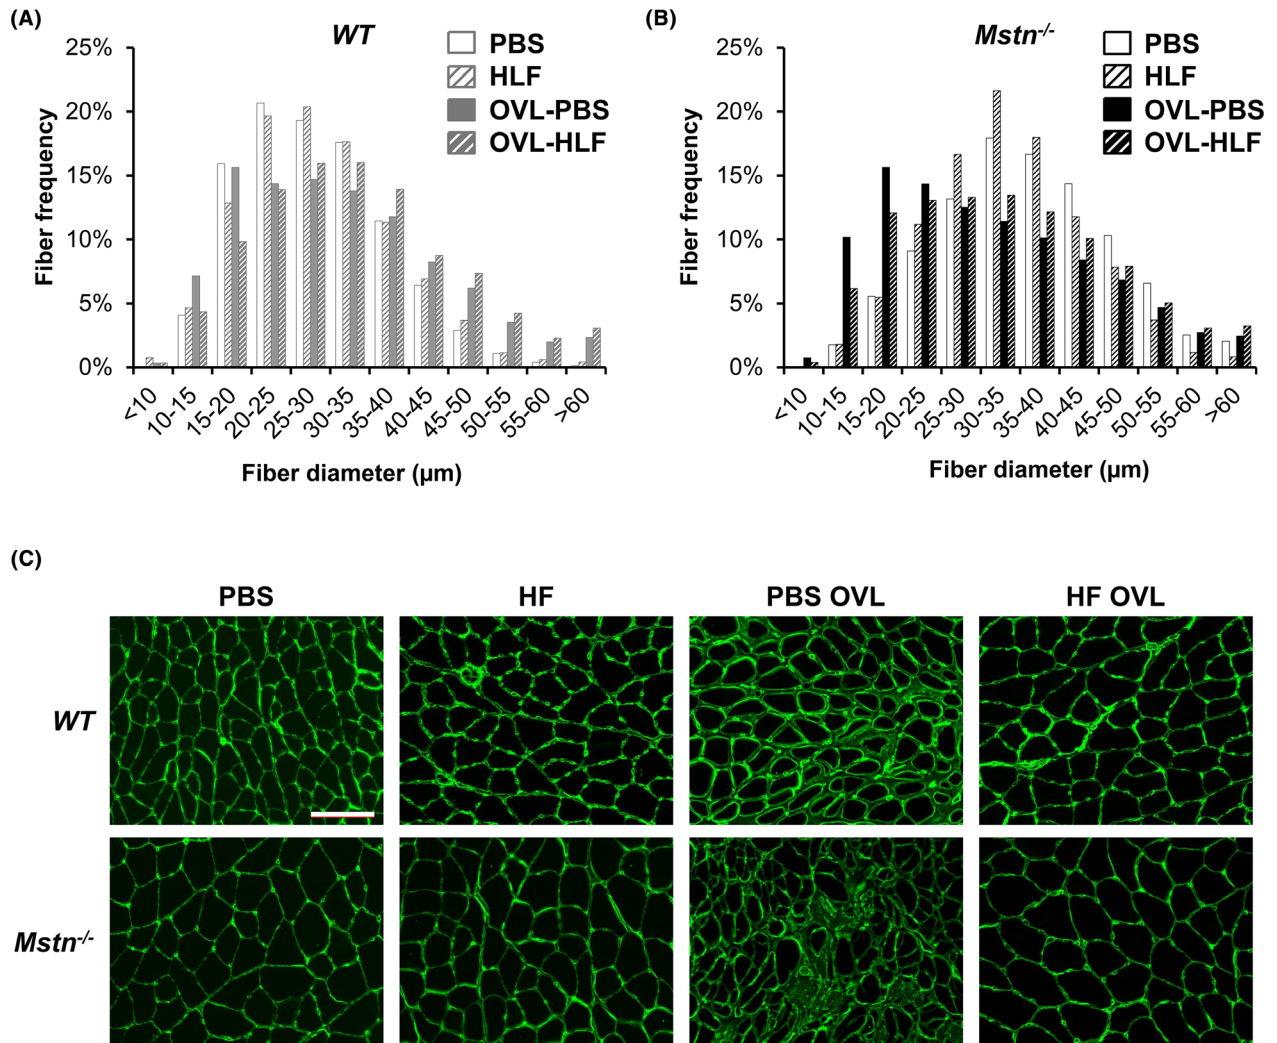 (A)
WT
25%
20%
15%
10%
5%
0%
Fiber frequency
PBS
HLF
OVL-PBS
OVL-HLF
<10
10-15
15-20
20-25
25-30
30-35
35-40
40-45
45-50
50-55
55-60
>60
Fiber diameter (µm)
(B)
Mstn-/-
25%
20%
15%
10%
5%
0%
Fiber frequency
PBS
HLF
OVL-PBS
OVL-HLF
<10
10-15
15-20
20-25
25-30
30-35
35-40
40-45
45-50
50-55
55-60
>60
Fiber diameter (µm)
(C)
PBS HF PBS OVL HF OVL
WT
Mstn-/-